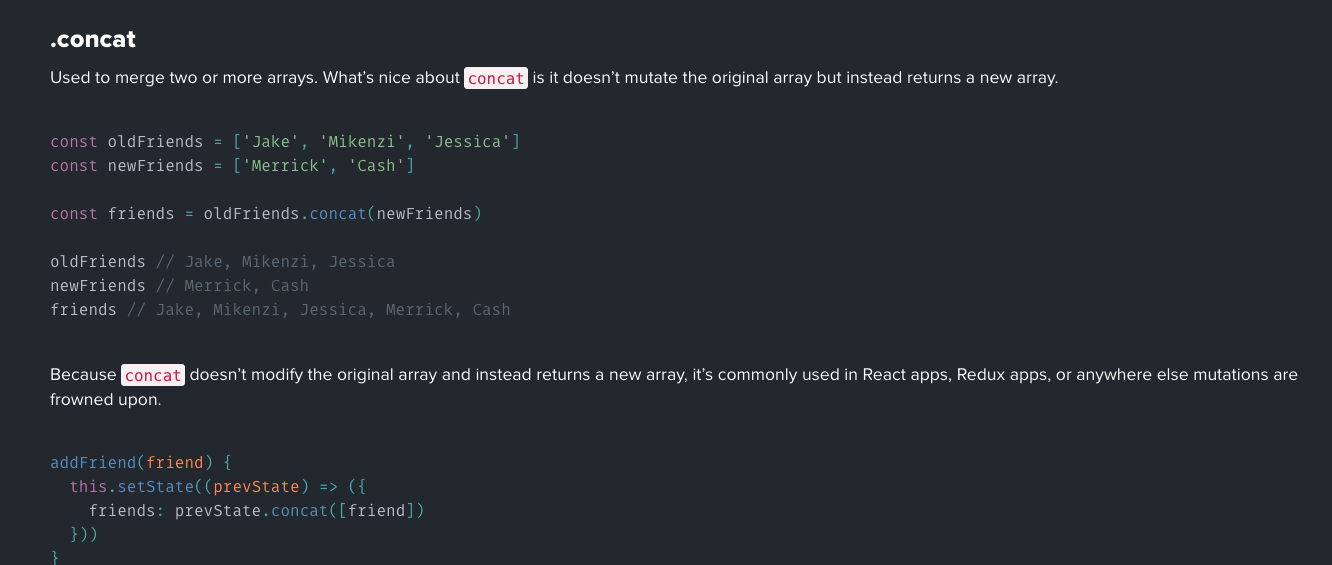 .concat
Used to merge two or more arrays. What’s nice about concat is it doesn’t mutate the original array but instead returns a new array.
const oldFriends = ['Jake', 'Mikenzi', 'Jessica']
const newFriends = ['Merrick', 'Cash']
const friends = oldFriends.concat(newFriends)
oldFriends // Jake, Mikenzi, Jessica
newFriends // Merrick, Cash
friends // Jake, Mikenzi, Jessica, Merrick, Cash
Because concat doesn’t modify the original array and instead returns a new array, it’s commonly used in React apps, Redux apps, or anywhere else mutations are
frowned upon.
addFriend(friend) {
  this.setState((prevState) => ({
    friends: prevState.concat([friend])
  }))
}